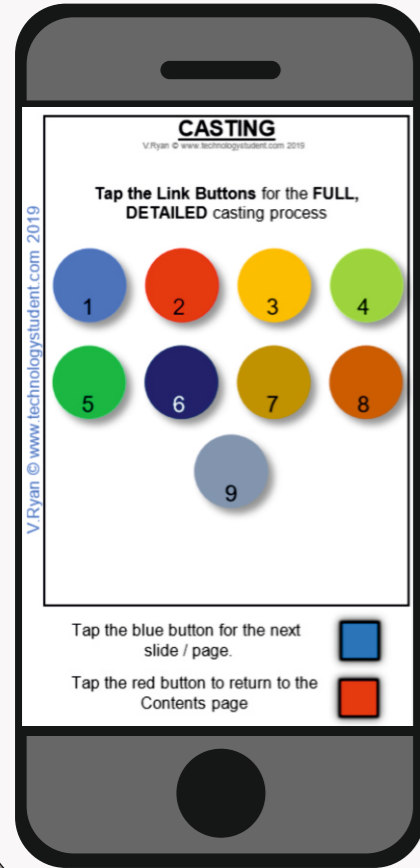 CASTING
V.Ryan © www.technologystudent.com 2019
Tap the Link Buttons for the FULL,
DETAILED casting process
1 2 3 4
5 6 7 8
9
V.Ryan © www.technologystudent.com 2019
Tap the blue button for the next
slide / page.
Tap the red button to return to the
Contents page